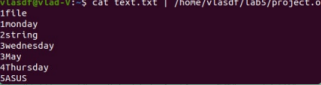 vlasdf@vlad-V:~$ cat text.txt | /home/vlasdf/lab5/project.o
1file
1monday
2string
3wednesday
3May
4Thursday
5ASUS